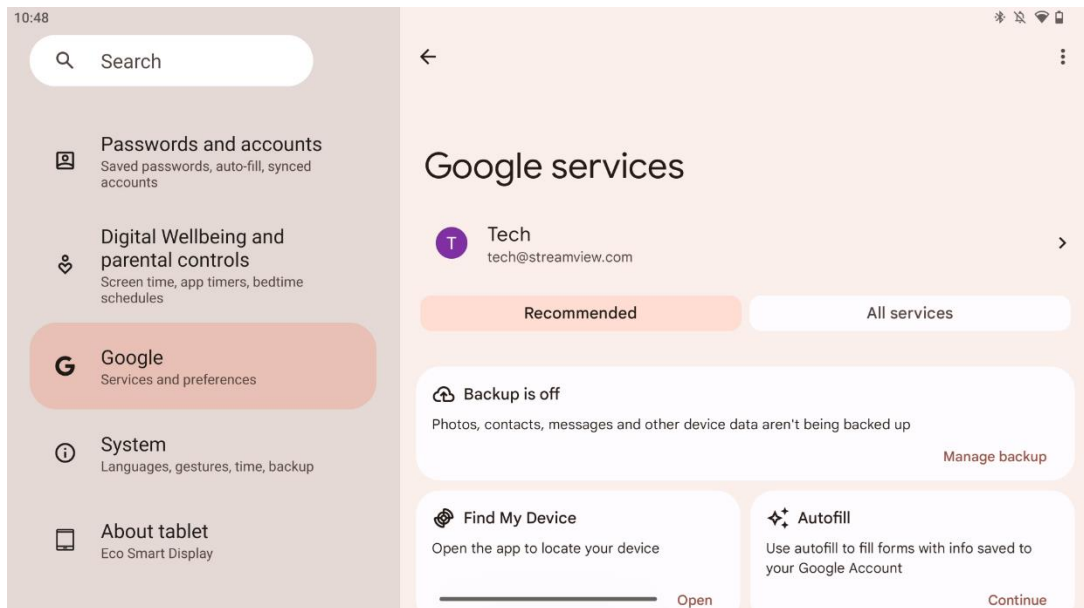 10:48
Search
Passwords and accounts
Saved passwords, auto-fill, synced
accounts
Digital Wellbeing and
parental controls
Screen time, app timers, bedtime
schedules
Google
Services and preferences
System
Languages, gestures, time, backup
About tablet
Eco Smart Display
Google services
T
Tech
tech@streamview.com
Recommended
All services
Backup is off
Photos, contacts, messages and other device data aren't being backed up
Manage backup
Find My Device
Open the app to locate your device
Open
Autofill
Use autofill to fill forms with info saved to
your Google Account
Continue